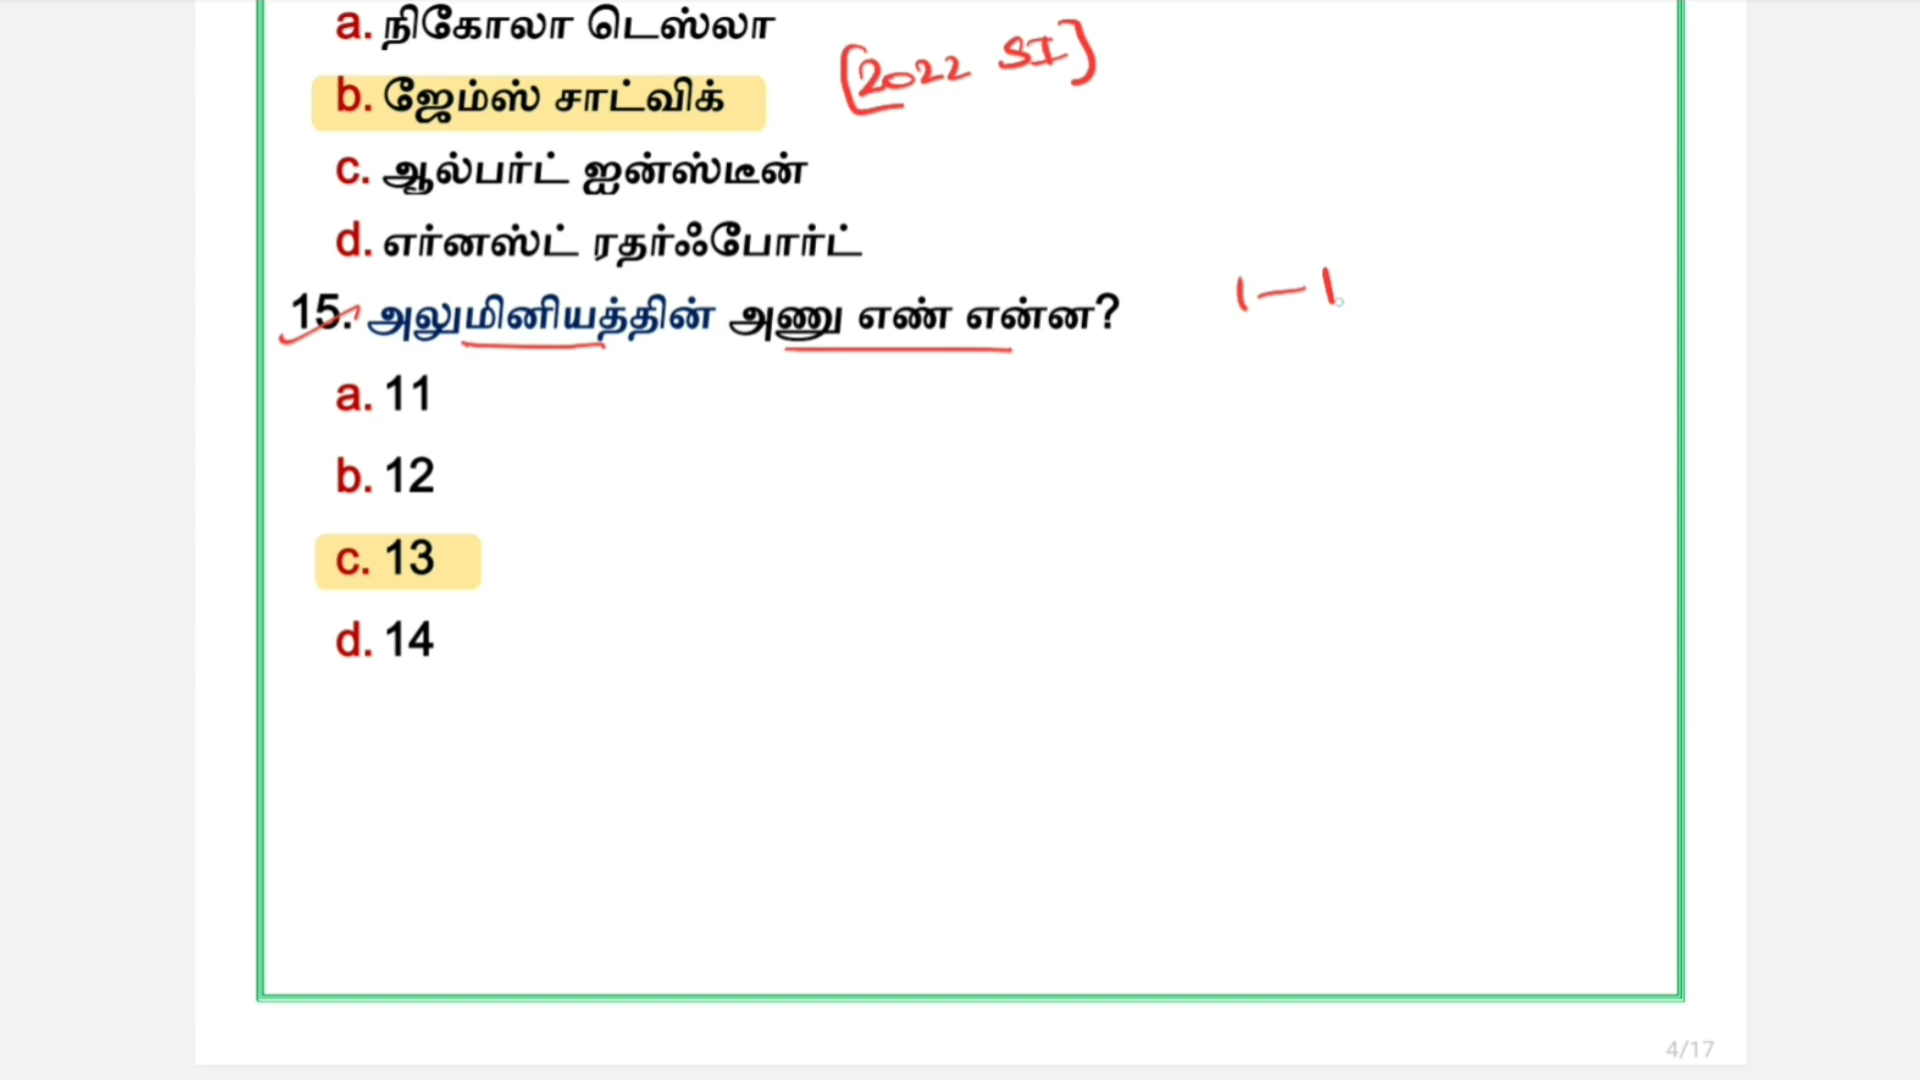 a. நிகோலா டெஸ்லா
b. ஜேம்ஸ் சாட்விக்
[2022 SI]
c. ஆல்பர்ட் ஐன்ஸ்டீன்
d. எர்னஸ்ட் ரதர்ஃபோர்ட்
15. அலுமினியத்தின் அணு எண் என்ன?
1 – 1
a. 11
b. 12
c. 13
d. 14
4/17